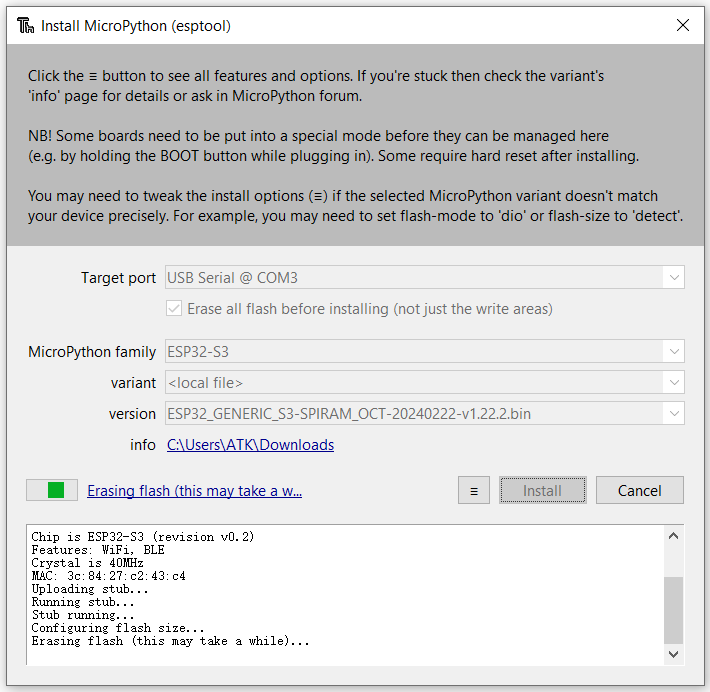 Install MicroPython (esptool)
Click the ≡ button to see all features and options. If you're stuck then check the variant's
'info' page for details or ask in MicroPython forum.
NB! Some boards need to be put into a special mode before they can be managed here
(e.g. by holding the BOOT button while plugging in). Some require hard reset after installing.
You may need to tweak the install options (≡) if the selected MicroPython variant doesn't match
your device precisely. For example, you may need to set flash-mode to 'dio' or flash-size to 'detect'.
Target port USB Serial @ COM3
Erase all flash before installing (not just the write areas)
MicroPython family ESP32-S3
variant <local file>
version ESP32_GENERIC_S3-SPIRAM_OCT-20240222-v1.22.2.bin
info C:\Users\ATK\Downloads
Erasing flash (this may take a w... ≡ Install Cancel
Chip is ESP32-S3 (revision v0.2)
Features: WiFi, BLE
Crystal is 40MHz
MAC: 3c:84:27:c2:43:c4
Uploading stub...
Running stub...
Stub running...
Configuring flash size...
Erasing flash (this may take a while)...